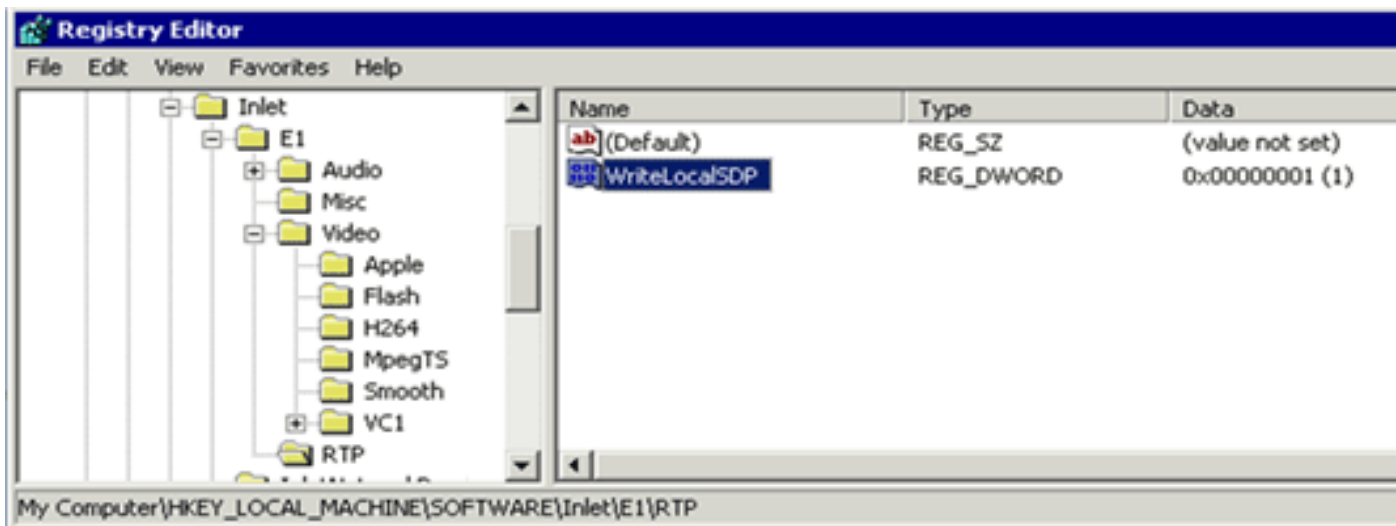 Registry Editor
File Edit View Favorites Help
Inlet
E1
Audio
Misc
Video
Apple
Flash
H264
MpegTS
Smooth
VC1
RTP
Name Type Data
ab (Default) REG_SZ (value not set)
WriteLocalSDP REG_DWORD 0x00000001 (1)
My Computer\HKEY_LOCAL_MACHINE\SOFTWARE\Inlet\E1\RTP